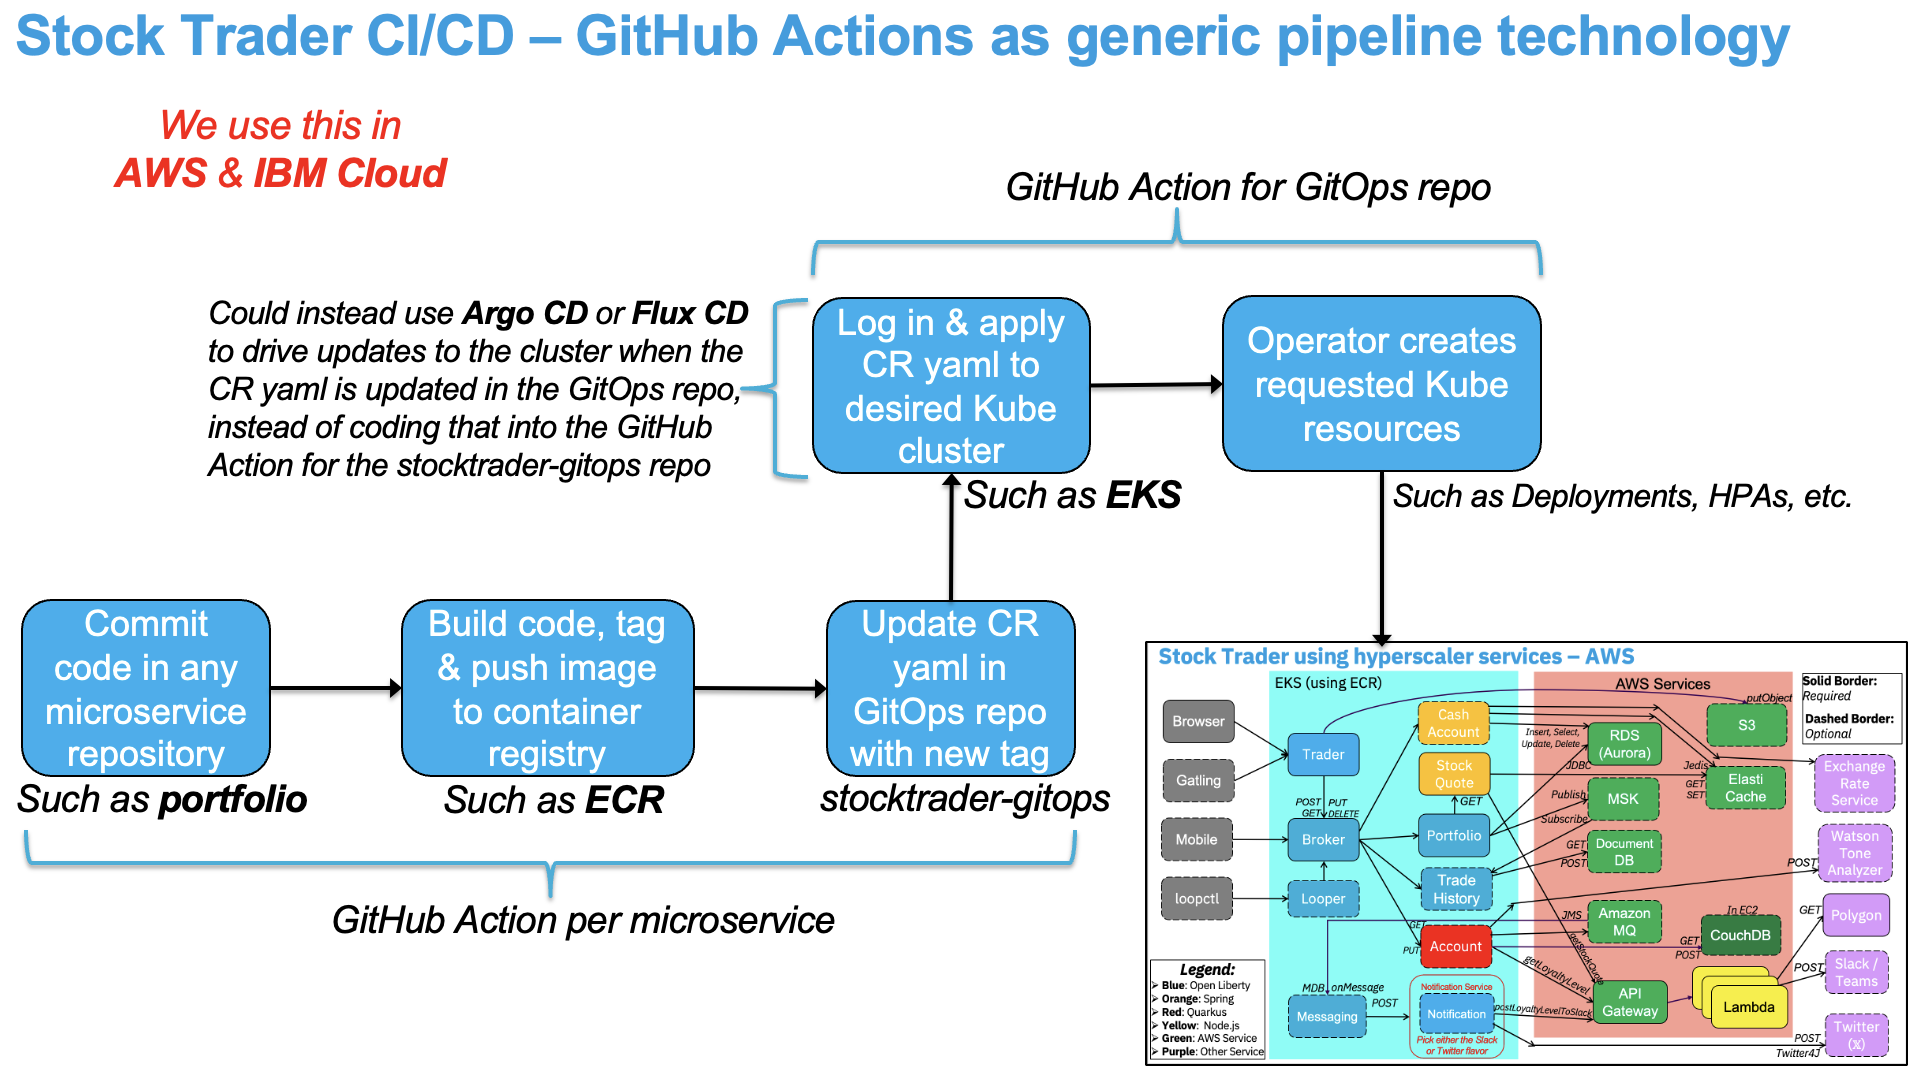 Stock Trader CI/CD – GitHub Actions as generic pipeline technology
We use this in
AWS & IBM Cloud
GitHub Action for GitOps repo
Could instead use Argo CD or Flux CD
to drive updates to the cluster when the
CR yaml is updated in the GitOps repo,
instead of coding that into the GitHub
Action for the stocktrader-gitops repo
Log in & apply
CR yaml to
desired Kube
cluster
Operator creates
requested Kube
resources
Such as EKS
Such as Deployments, HPAs, etc.
Commit
code in any
microservice
repository
Build code, tag
& push image
to container
registry
Update CR
yaml in
GitOps repo
with new tag
Such as portfolio
Such as ECR
stocktrader-gitops
GitHub Action per microservice
Stock Trader using hyperscaler services – AWS
EKS (using ECR)
AWS Services
Solid Border:
Required
Dashed Border:
Optional
Browser
Gatling
Mobile
loopctl
Trader
POST
GET
PUT
DELETE
Broker
Looper
Cash
Account
Stock
Quote
GET
Portfolio
Trade
History
GET
PUT
Account
MDB
onMessage
Messaging
POST
Notification Service
Notification
Pick either the Slack
or Twitter flavor
putObject
S3
Insert, Select,
Update, Delete
JDBC
RDS
(Aurora)
Jedis
GET
SET
Elasti
Cache
Publish
Subscribe
MSK
GET
POST
Document
DB
JMS
Amazon
MQ
getStockQuote
getLoyaltyLevel
postLoyaltyLevelToSlack
In EC2
GET
POST
CouchDB
API
Gateway
Lambda
Exchange
Rate
Service
POST
Watson
Tone
Analyzer
GET
Polygon
POST
Slack /
Teams
POST
Twitter4J
Twitter
(𝕏)
Legend:
➢ Blue: Open Liberty
➢ Orange: Spring
➢ Red: Quarkus
➢ Yellow: Node.js
➢ Green: AWS Service
➢ Purple: Other Service